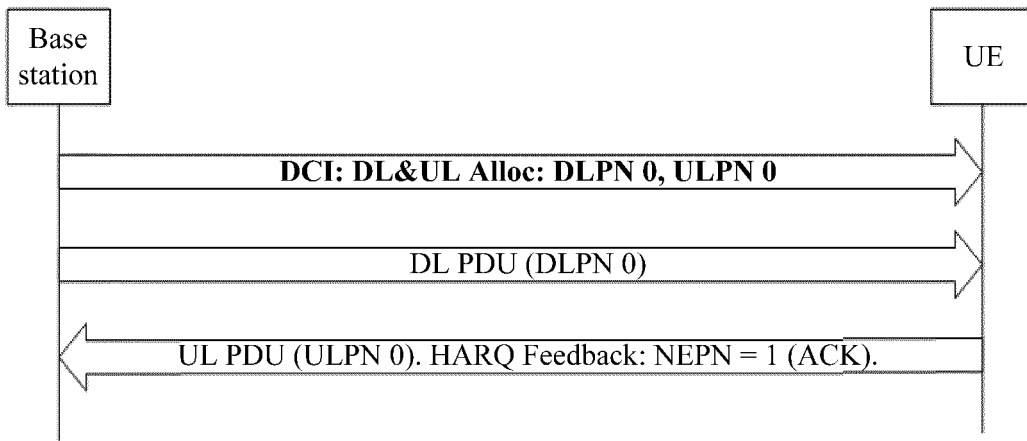 Base
station
UE
DCI: DL&UL Alloc: DLPN 0, ULPN 0
DL PDU (DLPN 0)
UL PDU (ULPN 0). HARQ Feedback: NEPN = 1 (ACK).